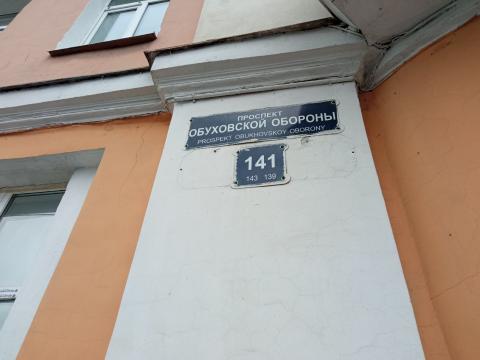 ПРОСПЕКТ
ОБУХОВСКОЙ ОБОРОНЫ
PROSPEKT OBUKHOVSKOY OBORONY
141
143 139